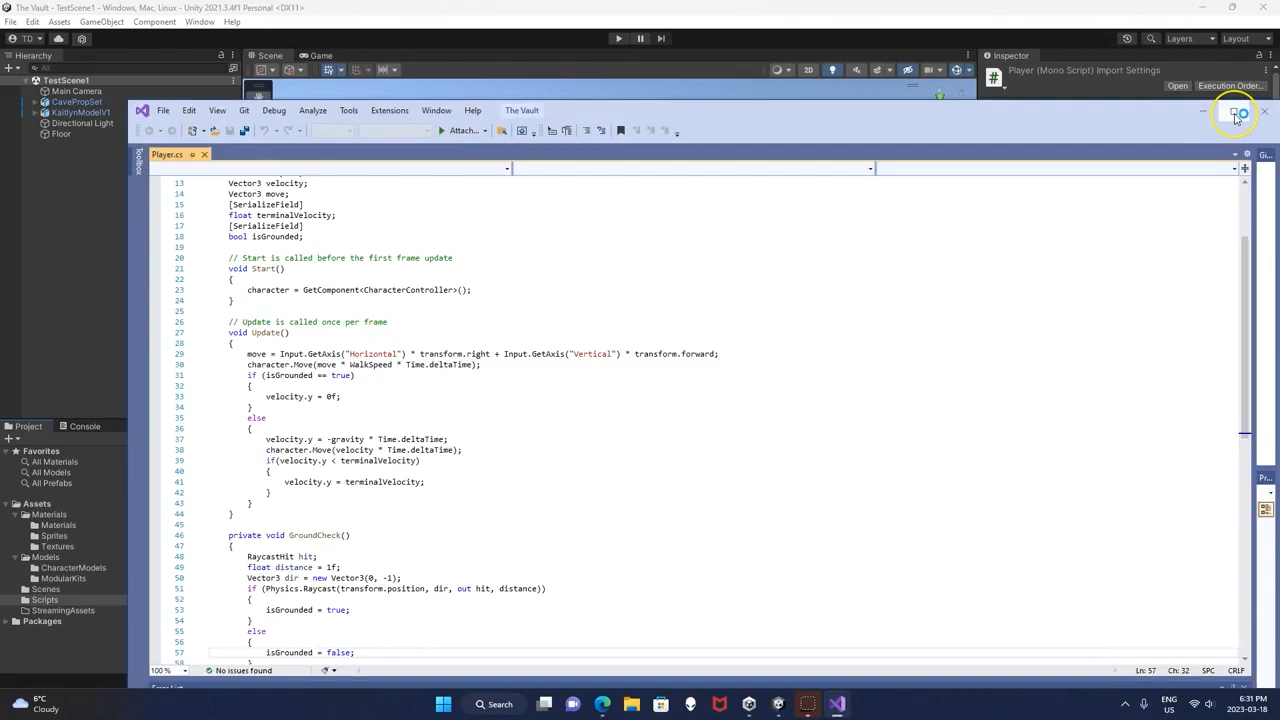 The Vault - TestScene1 - Windows, Mac, Linux - Unity 2021.3.4f1 Personal <DX11>
File Edit Assets GameObject Component Window Help
TD
Layers Layout
Hierarchy
Scene Game
Inspector
All
2D
TestScene1
Main Camera
CavePropSet
KaitlynModelV1
Directional Light
Floor
Player (Mono Script) Import Settings
Open Execution Order...
File Edit View Git Debug Analyze Tools Extensions Window Help The Vault
Attach...
Toolbox
Player.cs
13 Vector3 velocity;
14 Vector3 move;
15 [SerializeField]
16 float terminalVelocity;
17 [SerializeField]
18 bool isGrounded;
19
20 // Start is called before the first frame update
21 void Start()
22 {
23 character = GetComponent<CharacterController>();
24 }
25
26 // Update is called once per frame
27 void Update()
28 {
29 move = Input.GetAxis("Horizontal") * transform.right + Input.GetAxis("Vertical") * transform.forward;
30 character.Move(move * WalkSpeed * Time.deltaTime);
31 if (isGrounded == true)
32 {
33 velocity.y = 0f;
34 }
35 else
36 {
37 velocity.y = -gravity * Time.deltaTime;
38 character.Move(velocity * Time.deltaTime);
39 if(velocity.y < terminalVelocity)
40 {
41 velocity.y = terminalVelocity;
42 }
43 }
44 }
45
46 private void GroundCheck()
47 {
48 RaycastHit hit;
49 float distance = 1f;
50 Vector3 dir = new Vector3(0, -1);
51 if (Physics.Raycast(transform.position, dir, out hit, distance))
52 {
53 isGrounded = true;
54 }
55 else
56 {
57 isGrounded = false;
58 }
100 % No issues found Ln: 57 Ch: 32 SPC CRLF
Error List
Gi...
Pr...
Project Console
Favorites
All Materials
All Models
All Prefabs
Assets
Materials
Materials
Sprites
Textures
Models
CharacterModels
ModularKits
Scenes
Scripts
StreamingAssets
Packages
6°C
Cloudy
Search
ENG
US
6:31 PM
2023-03-18